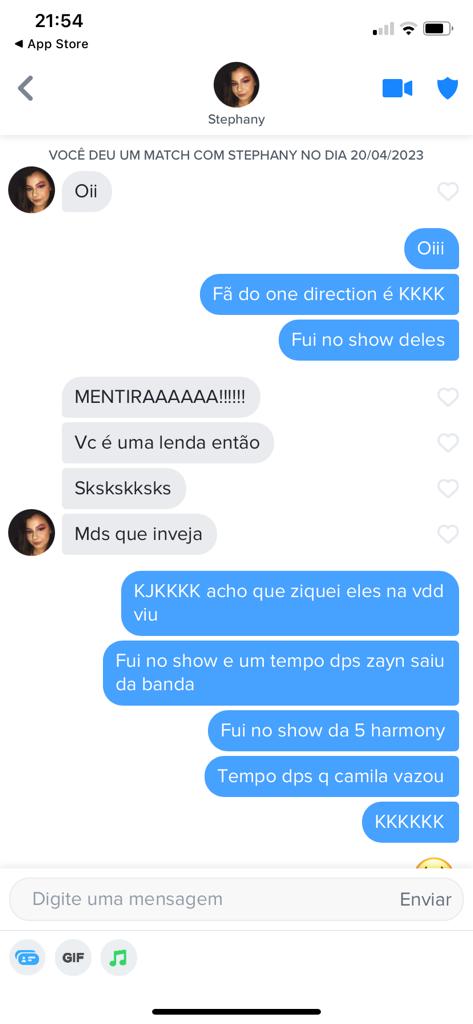 21:54
App Store
Stephany
VOCÊ DEU UM MATCH COM STEPHANY NO DIA 20/04/2023
Oii
Oiii
Fã do one direction é KKKK
Fui no show deles
MENTIRAAAAAA!!!!!!
Vc é uma lenda então
Skskskksks
Mds que inveja
KJKKKK acho que ziquei eles na vdd
viu
Fui no show e um tempo dps zayn saiu
da banda
Fui no show da 5 harmony
Tempo dps q camila vazou
KKKKKK
Digite uma mensagem
Enviar
GIF